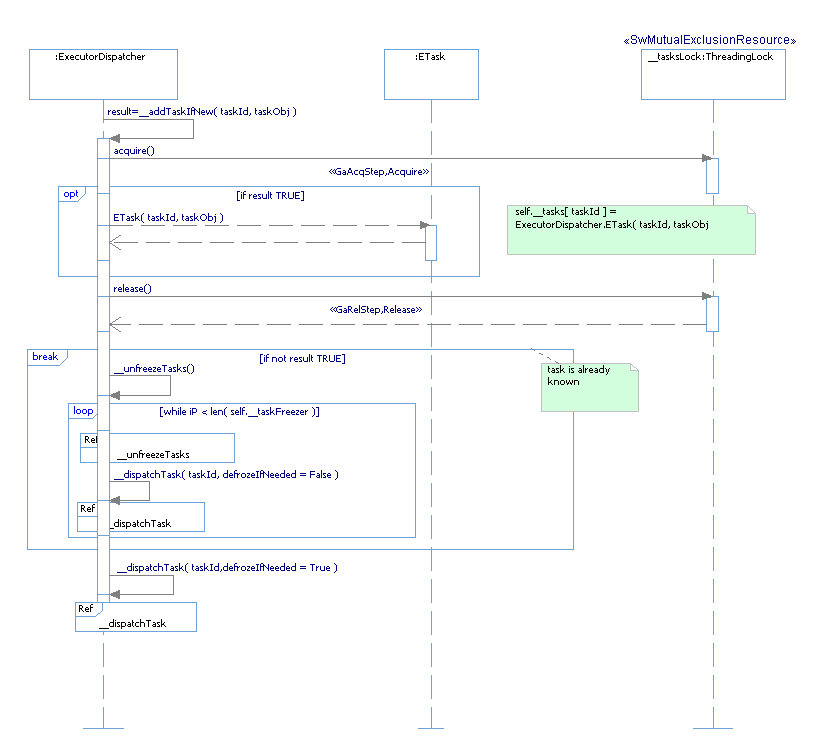 «SwMutualExclusionResource»
:ExecutorDispatcher
:ETask
__tasksLock:ThreadingLock
result=__addTaskIfNew( taskId, taskObj )
acquire()
«GaAcqStep,Acquire»
opt
[if result TRUE]
self.__tasks[ taskId ] =
ExecutorDispatcher.ETask( taskId, taskObj
ETask( taskId, taskObj )
release()
«GaRelStep,Release»
break
[if not result TRUE]
task is already
known
__unfreezeTasks()
loop
[while iP < len( self.__taskFreezer )]
Ref
__unfreezeTasks
__dispatchTask( taskId, defrozeIfNeeded = False )
Ref
_dispatchTask
__dispatchTask( taskId,defrozeIfNeeded = True )
Ref
__dispatchTask